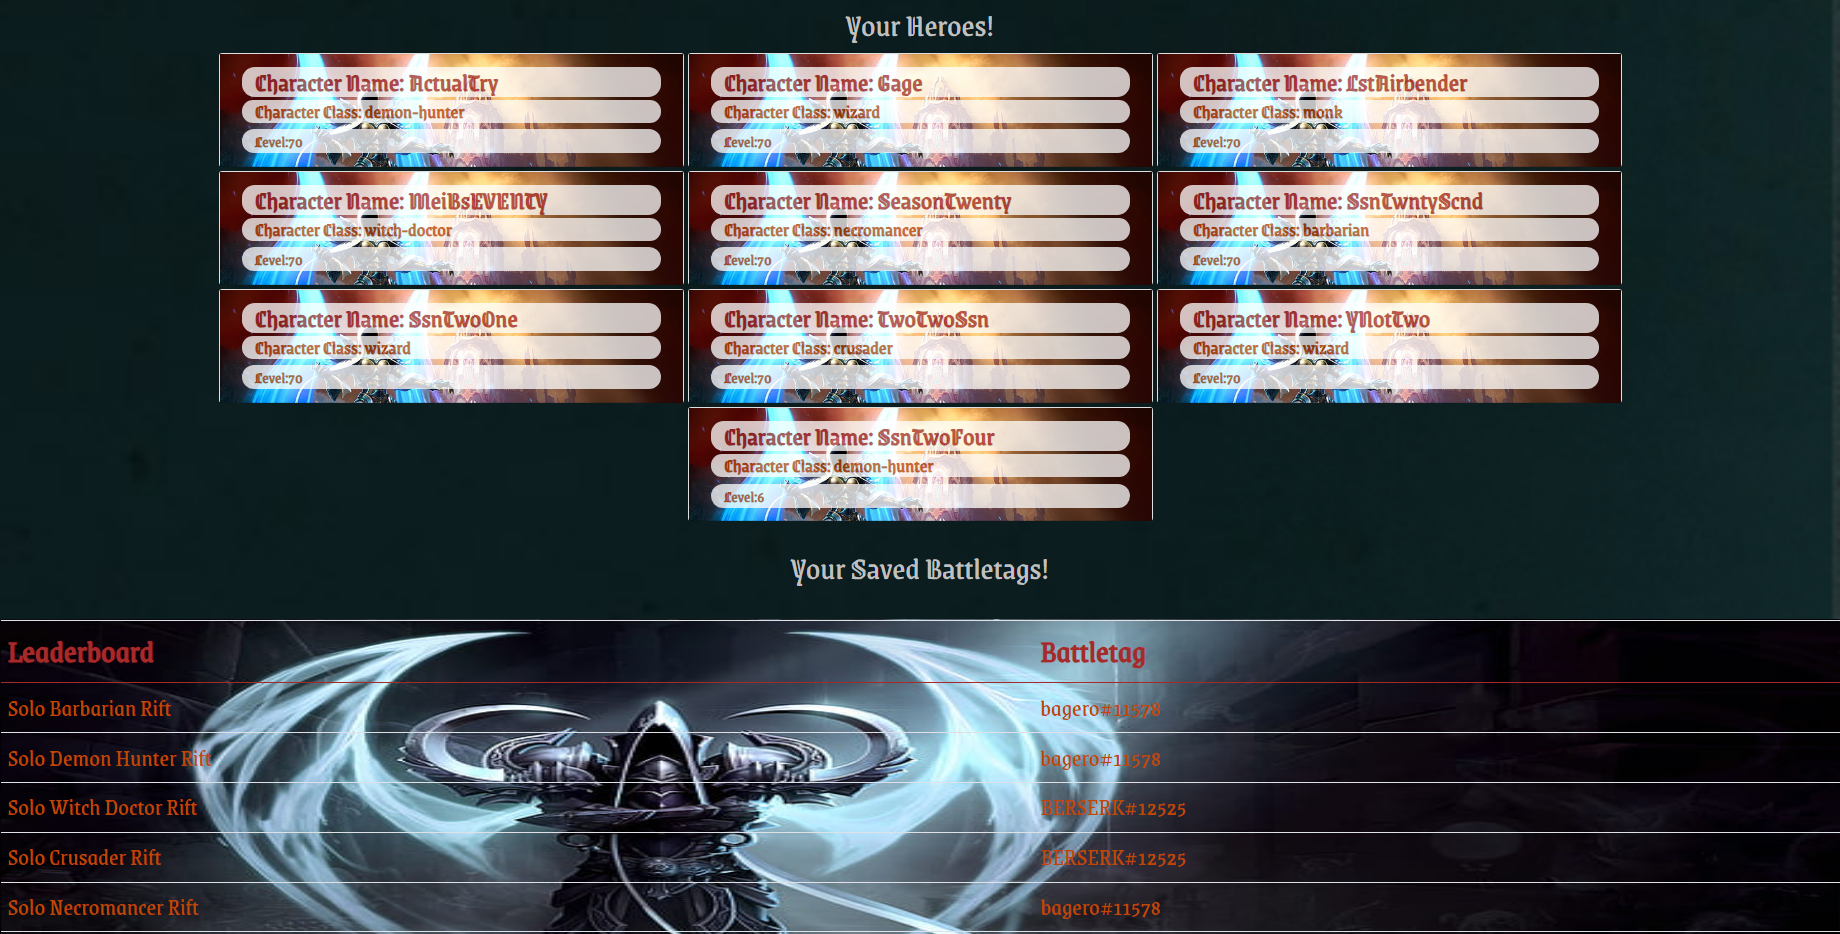 Your Heroes!
Character Name: ActualTry
Character Class: demon-hunter
Level:70
Character Name: Gage
Character Class: wizard
Level:70
Character Name: LstAirbender
Character Class: monk
Level:70
Character Name: MeiBsEVENTY
Character Class: witch-doctor
Level:70
Character Name: SeasonTwenty
Character Class: necromancer
Level:70
Character Name: SsnTwntyScnd
Character Class: barbarian
Level:70
Character Name: SsnTwoOne
Character Class: wizard
Level:70
Character Name: TwoTwoSsn
Character Class: crusader
Level:70
Character Name: YNotTwo
Character Class: wizard
Level:70
Character Name: SsnTwoFour
Character Class: demon-hunter
Level:6
Your Saved Battletags!
Leaderboard Battletag
Solo Barbarian Rift bagero#11578
Solo Demon Hunter Rift bagero#11578
Solo Witch Doctor Rift BERSERK#12525
Solo Crusader Rift BERSERK#12525
Solo Necromancer Rift bagero#11578